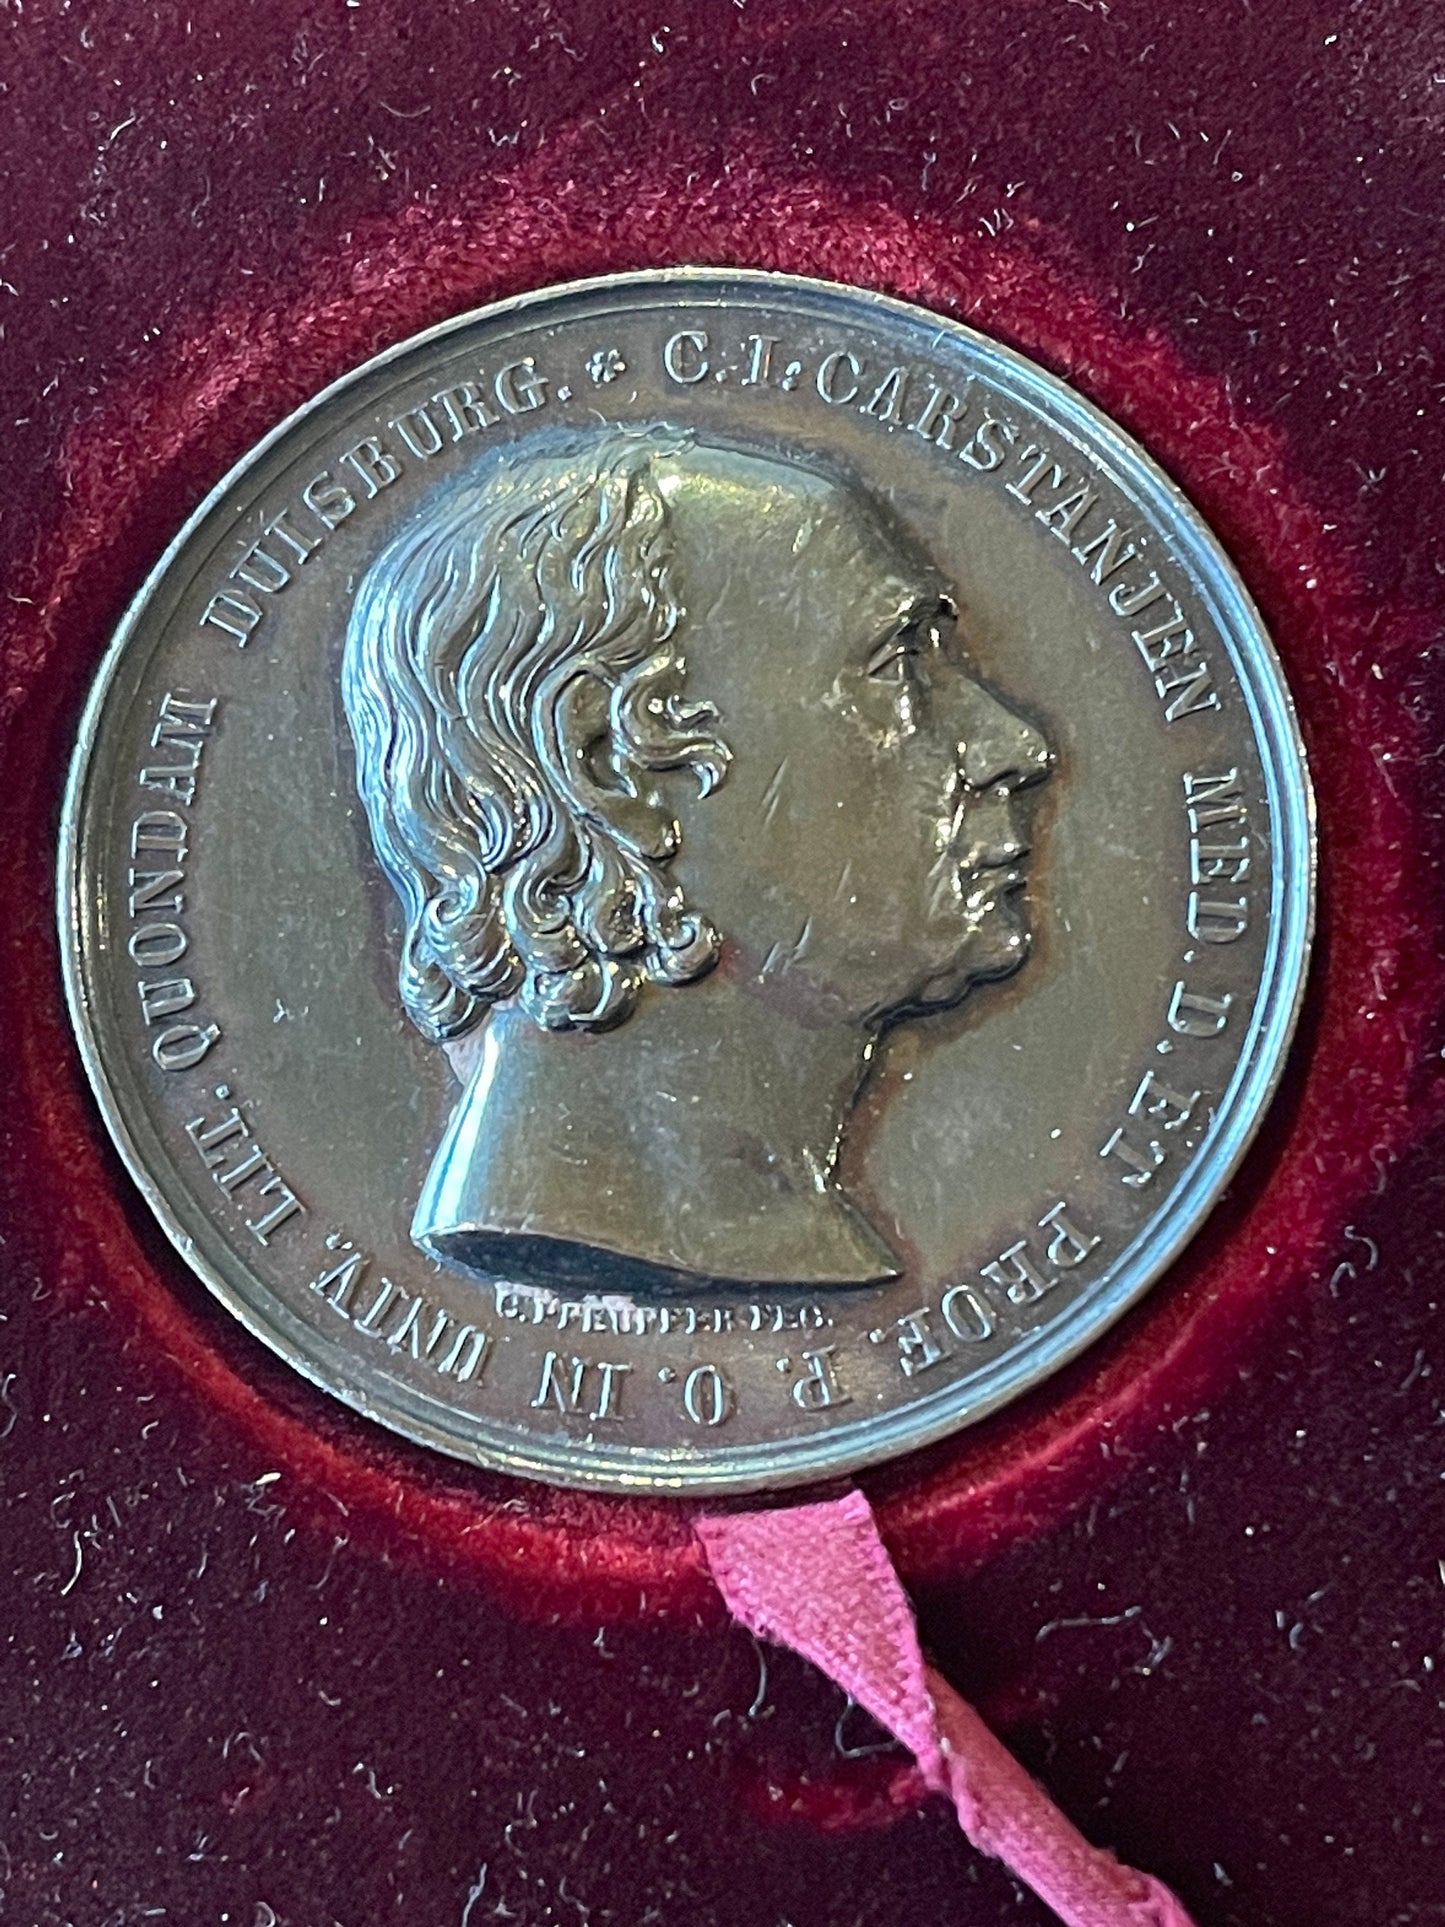 C. I: CARSTANJEN MED. D. ET PROF. P. O. IN UNIV. LIT. QUONDAM DUISBURG. *
C. PFEUFFER FEC.